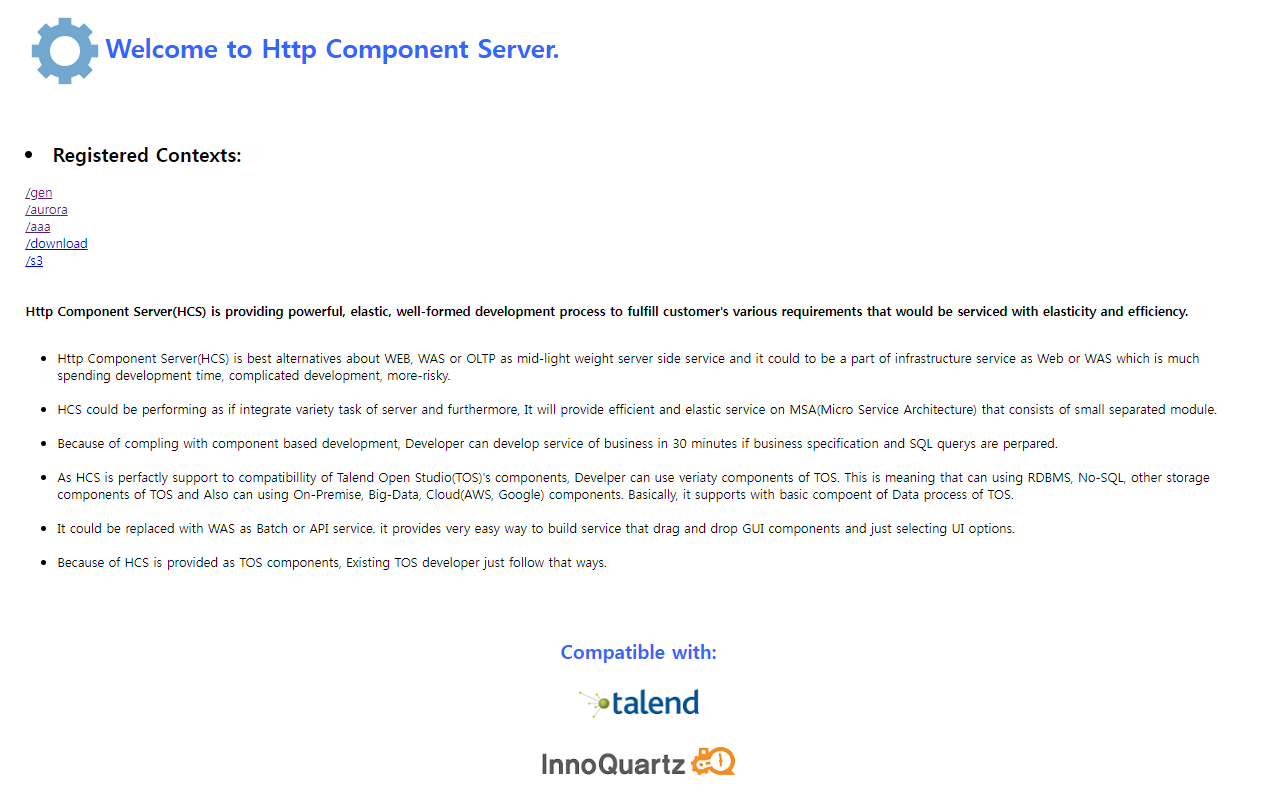 Welcome to Http Component Server.
Registered Contexts:
/gen
/aurora
/aaa
/download
/s3
Http Component Server(HCS) is providing powerful, elastic, well-formed development process to fulfill customer's various requirements that would be serviced with elasticity and efficiency.
Http Component Server(HCS) is best alternatives about WEB, WAS or OLTP as mid-light weight server side service and it could to be a part of infrastructure service as Web or WAS which is much
spending development time, complicated development, more-risky.
HCS could be performing as if integrate variety task of server and furthermore, It will provide efficient and elastic service on MSA(Micro Service Architecture) that consists of small separated module.
Because of compling with component based development, Developer can develop service of business in 30 minutes if business specification and SQL querys are perpared.
As HCS is perfactly support to compatibillity of Talend Open Studio(TOS)'s components, Develper can use veriaty components of TOS. This is meaning that can using RDBMS, No-SQL, other storage
components of TOS and Also can using On-Premise, Big-Data, Cloud(AWS, Google) components. Basically, it supports with basic compoent of Data process of TOS.
It could be replaced with WAS as Batch or API service. it provides very easy way to build service that drag and drop GUI components and just selecting UI options.
Because of HCS is provided as TOS components, Existing TOS developer just follow that ways.
Compatible with:
talend
InnoQuartz